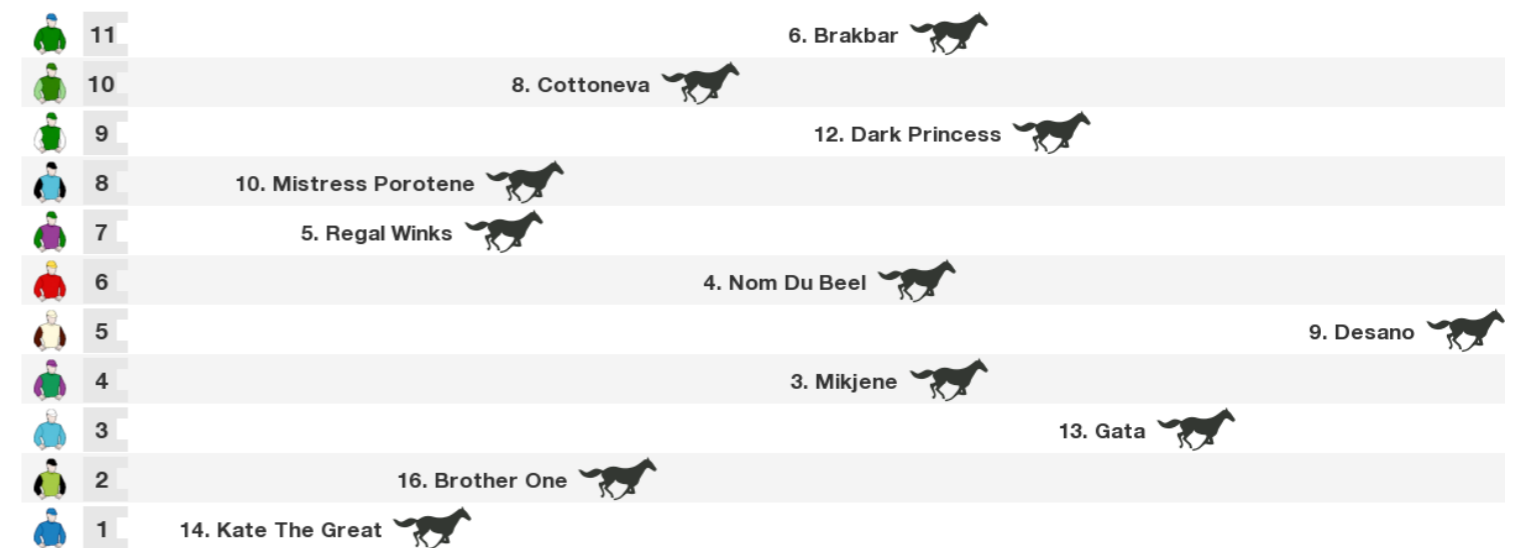 11 6. Brakbar
10 8. Cottoneva
9 12. Dark Princess
8 10. Mistress Porotene
7 5. Regal Winks
6 4. Nom Du Beel
5 9. Desano
4 3. Mikjene
3 13. Gata
2 16. Brother One
1 14. Kate The Great